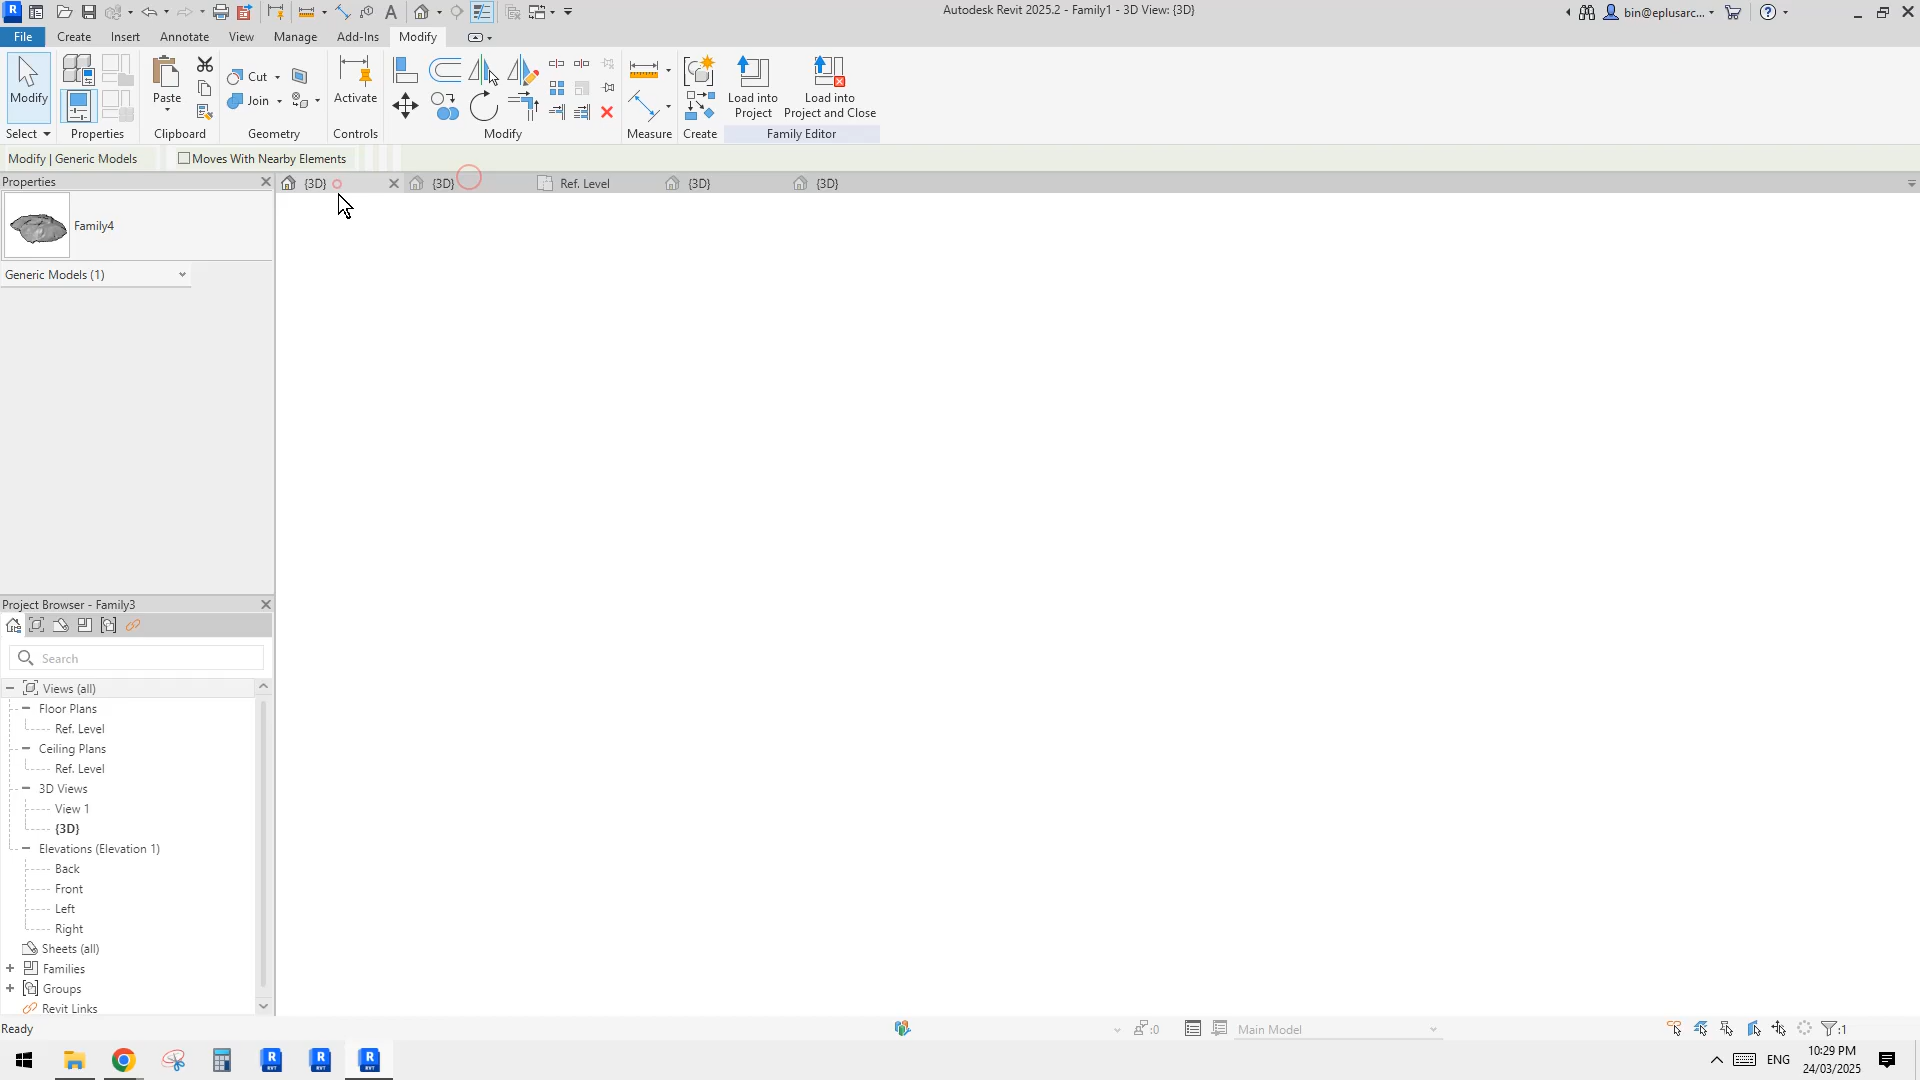 Autodesk Revit 2025.2 - Family1 - 3D View: {3D}
bin@eplusarc...
File Create Insert Annotate View Manage Add-Ins Modify
Modify
Paste
Cut
Join
Activate
Load into
Project
Load into
Project and Close
Select Properties Clipboard Geometry Controls Modify Measure Create Family Editor
Modify | Generic Models Moves With Nearby Elements
Properties
{3D} {3D} Ref. Level {3D} {3D}
Family4
Generic Models (1)
Project Browser - Family3
Search
Views (all)
Floor Plans
Ref. Level
Ceiling Plans
Ref. Level
3D Views
View 1
{3D}
Elevations (Elevation 1)
Back
Front
Left
Right
Sheets (all)
Families
Groups
Revit Links
Ready
:0
Main Model
:1
ENG
10:29 PM
24/03/2025